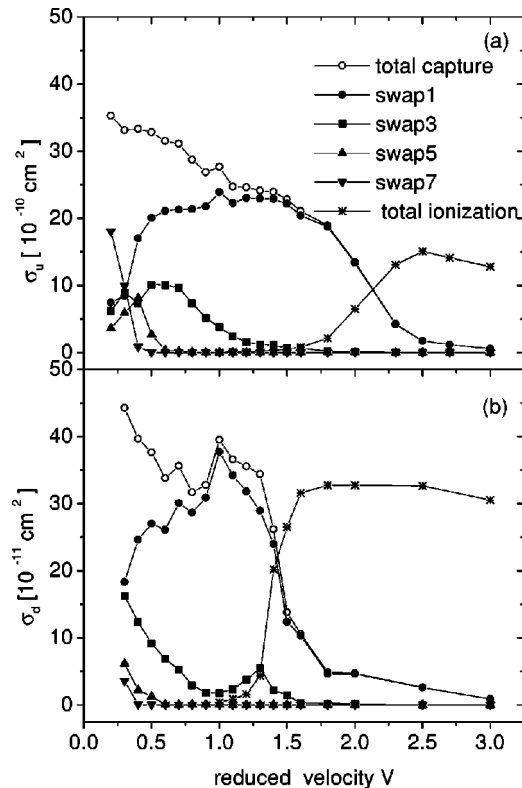 (a)
total capture
swap1
swap3
swap5
swap7
total ionization
σ_u [ 10^-10 cm^2 ]
50
40
30
20
10
0
(b)
σ_d [10^-11 cm^2 ]
50
40
30
20
10
0
0.0 0.5 1.0 1.5 2.0 2.5 3.0
reduced velocity V